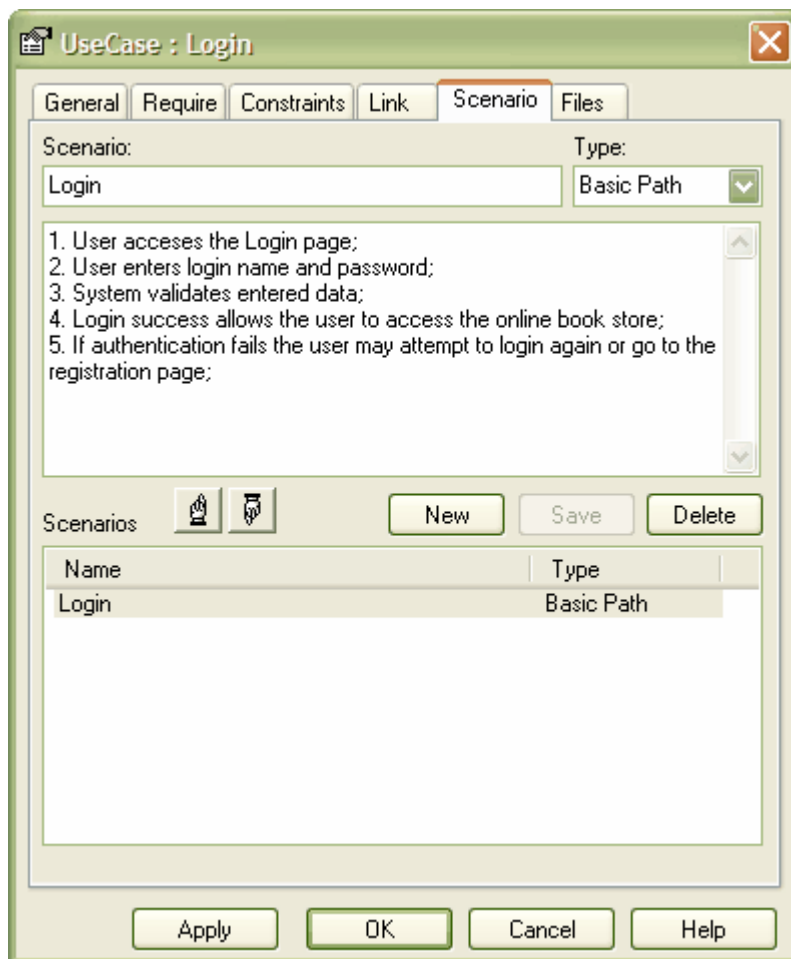 UseCase : Login
General Require Constraints Link Scenario Files
Scenario: Type:
Login Basic Path
1. User acceses the Login page;
2. User enters login name and password;
3. System validates entered data;
4. Login success allows the user to access the online book store;
5. If authentication fails the user may attempt to login again or go to the
registration page;
Scenarios New Save Delete
Name Type
Login Basic Path
Apply OK Cancel Help